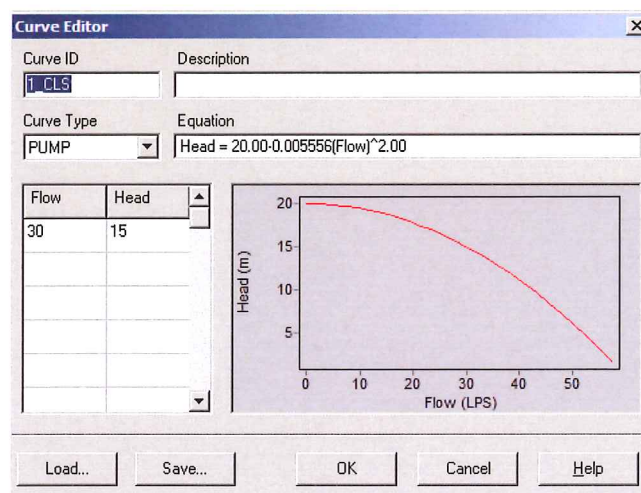 Curve Editor
Curve ID Description
1_CLS
Curve Type Equation
PUMP Head = 20.00-0.005556(Flow)^2.00
Flow Head
30 15
20
15
10
5
Head (m)
0 10 20 30 40 50
Flow (LPS)
Load... Save... OK Cancel Help